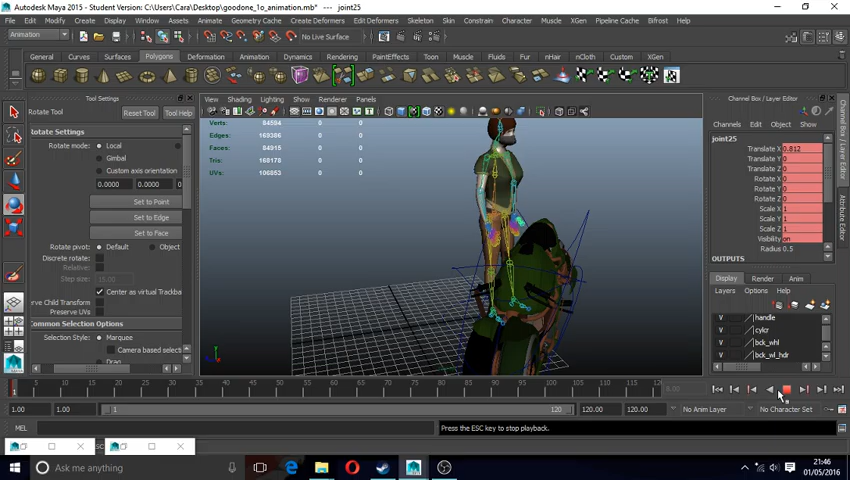 Autodesk Maya 2015 - Student Version: C:\Users\Cara\Desktop\goodone_1o_animation.mb* --- joint25
File Edit Modify Create Display Window Assets Animate Geometry Cache Create Deformers Edit Deformers Skeleton Skin Constrain Character Muscle XGen Pipeline Cache Bifrost Help
Animation
No Live Surface
General Curves Surfaces Polygons Deformation Animation Dynamics Rendering PaintEffects Toon Muscle Fluids Fur nHair nCloth Custom XGen
Tool Settings
Rotate Tool Reset Tool Tool Help
Rotate Settings
Rotate mode: Local
Gimbal
Custom axis orientation
0.0000 0.0000 0
Set to Point
Set to Edge
Set to Face
Rotate pivot: Default Object
Discrete rotate:
Relative:
Step size: 15.00
Center as virtual Trackba
erve Child Transform
Preserve UVs
Common Selection Options
Selection Style: Marquee
Camera based select
Drag
View Shading Lighting Show Renderer Panels
Verts: 84584 0 0
Edges: 169386 0 0
Faces: 84915 0 0
Tris: 168178 0 0
UVs: 106853 0 0
Channel Box / Layer Editor
Channels Edit Object Show
joint25
Translate X 0.812
Translate Y 0
Translate Z 0
Rotate X 0
Rotate Y 0
Rotate Z 0
Scale X 1
Scale Y 1
Scale Z 1
Visibility on
Radius 0.5
OUTPUTS
Display Render Anim
Layers Options Help
V handle
V cylcr
V bck_whl
V bck_wl_hdr
Channel Box / Layer Editor
Attribute Editor
1 5 10 15 20 25 30 35 40 45 50 55 60 65 70 75 80 85 90 95 100 105 110 115 120
1
1.00 1.00 1 120 120.00 120.00 No Anim Layer No Character Set
MEL Press the ESC key to stop playback.
Ask me anything
21:46
01/05/2016